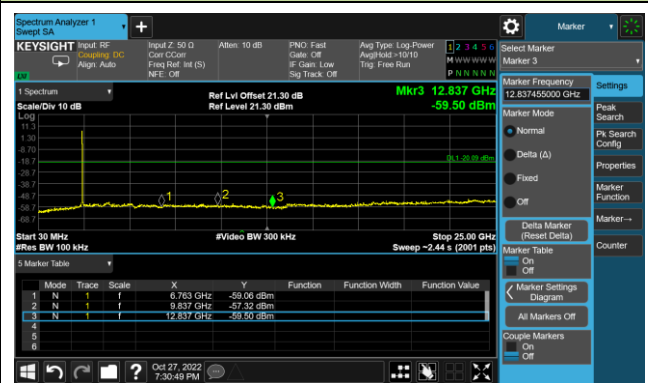 Spectrum Analyzer 1
Swept SA
Marker
KEYSIGHT Input: RF
Coupling: DC
Align: Auto
Input Z: 50 Ω
Corr CCorr
Freq Ref: Int (S)
NFE: Off
Atten: 10 dB
PNO: Fast
Gate: Off
IF Gain: Low
Sig Track: Off
Avg Type: Log-Power
Avg|Hold:>10/10
Trig: Free Run
1 2 3 4 5 6
M W W W W W
P N N N N N
LXI
Select Marker
Marker 3
1 Spectrum
Scale/Div 10 dB
Ref Lvl Offset 21.30 dB
Ref Level 21.30 dBm
Mkr3 12.837 GHz
-59.50 dBm
Log
11.3
1.30
-8.70
-18.7
-28.7
-38.7
-48.7
-58.7
-68.7
DL1 -20.09 dBm
1
2
3
Start 30 MHz
#Res BW 100 kHz
#Video BW 300 kHz
Stop 25.00 GHz
Sweep ~2.44 s (2001 pts)
5 Marker Table
Mode Trace Scale X Y Function Function Width Function Value
1 N 1 f 6.763 GHz -59.06 dBm
2 N 1 f 9.837 GHz -57.32 dBm
3 N 1 f 12.837 GHz -59.50 dBm
4
5
6
Marker Frequency
12.837455000 GHz
Marker Mode
Normal
Delta (Δ)
Fixed
Off
Delta Marker
(Reset Delta)
Marker Table
On
Off
Marker Settings
Diagram
All Markers Off
Couple Markers
On
Off
Settings
Peak
Search
Pk Search
Config
Properties
Marker
Function
Marker→
Counter
?
Oct 27, 2022
7:30:49 PM